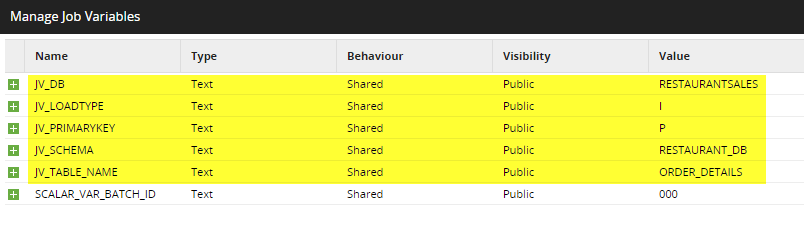 Manage Job Variables
Name Type Behaviour Visibility Value
JV_DB Text Shared Public RESTAURANTSALES
JV_LOADTYPE Text Shared Public I
JV_PRIMARYKEY Text Shared Public P
JV_SCHEMA Text Shared Public RESTAURANT_DB
JV_TABLE_NAME Text Shared Public ORDER_DETAILS
SCALAR_VAR_BATCH_ID Text Shared Public 000